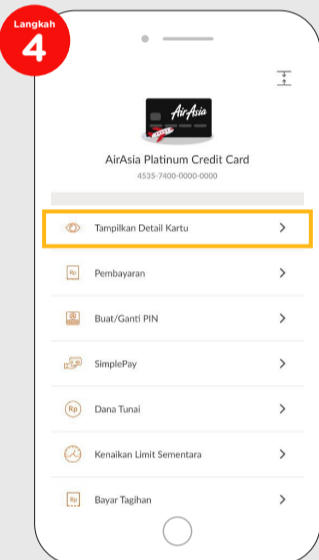 Langkah
4
AirAsia
AirAsia Platinum Credit Card
4535-7400-0000-0000
Tampilkan Detail Kartu
Rp
Pembayaran
Buat/Ganti PIN
SimplePay
Rp
Dana Tunai
Kenaikan Limit Sementara
Rp
Bayar Tagihan